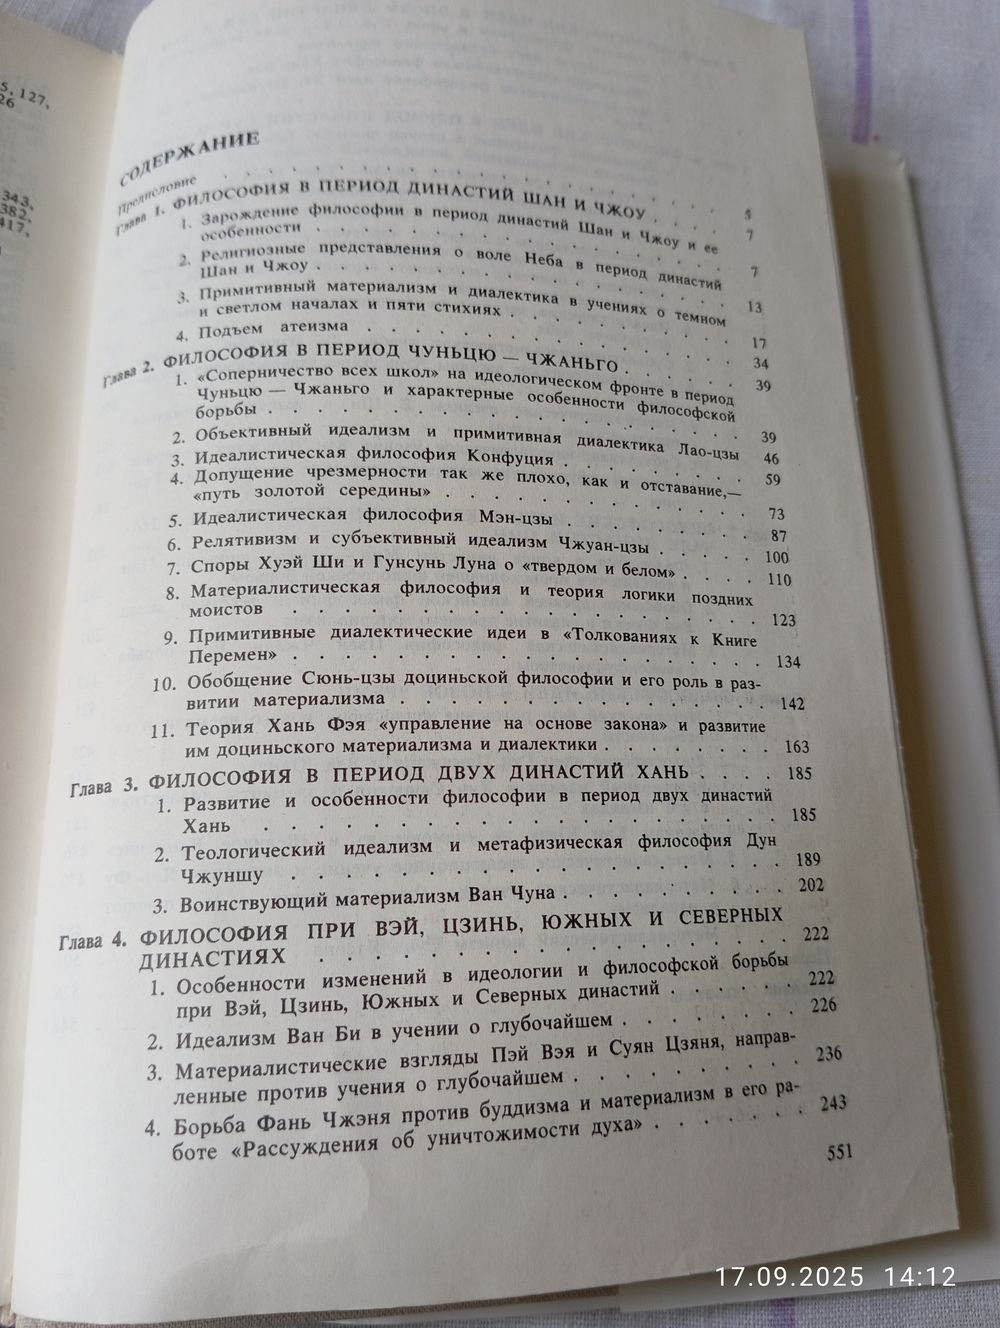 5, 127,
26
343,
382,
417,
СОДЕРЖАНИЕ
Предисловие . . . . . . . . . . . . . . . . . . 5
Глава 1. ФИЛОСОФИЯ В ПЕРИОД ДИНАСТИЙ ШАН И ЧЖОУ . . . . 7
1. Зарождение философии в период династий Шан и Чжоу и ее
особенности . . . . . . . . . . . . . . . . 7
2. Религиозные представления о воле Неба в период династий
Шан и Чжоу . . . . . . . . . . . . . . . . 13
3. Примитивный материализм и диалектика в учениях о темном
и светлом началах и пяти стихиях . . . . . . . . 17
4. Подъем атеизма . . . . . . . . . . . . . . 34
Глава 2. ФИЛОСОФИЯ В ПЕРИОД ЧУНЬЦЮ — ЧЖАНЬГО . . . . . 39
1. «Соперничество всех школ» на идеологическом фронте в период
Чуньцю — Чжаньго и характерные особенности философской
борьбы . . . . . . . . . . . . . . . . . . 39
2. Объективный идеализм и примитивная диалектика Лао-цзы 46
3. Идеалистическая философия Конфуция . . . . . . . 59
4. Допущение чрезмерности так же плохо, как и отставание,—
«путь золотой середины» . . . . . . . . . . . 73
5. Идеалистическая философия Мэн-цзы . . . . . . . 87
6. Релятивизм и субъективный идеализм Чжуан-цзы . . . . 100
7. Споры Хуэй Ши и Гунсунь Луна о «твердом и белом» . . . . 110
8. Материалистическая философия и теория логики поздних
моистов . . . . . . . . . . . . . . . . . 123
9. Примитивные диалектические идеи в «Толкованиях к Книге
Перемен» . . . . . . . . . . . . . . . . . 134
10. Обобщение Сюнь-цзы доциньской философии и его роль в раз-
витии материализма . . . . . . . . . . . . . 142
11. Теория Хань Фэя «управление на основе закона» и развитие
им доциньского материализма и диалектики . . . . . . 163
Глава 3. ФИЛОСОФИЯ В ПЕРИОД ДВУХ ДИНАСТИЙ ХАНЬ . . . . 185
1. Развитие и особенности философии в период двух династий
Хань . . . . . . . . . . . . . . . . . . . 185
2. Теологический идеализм и метафизическая философия Дун
Чжуншу . . . . . . . . . . . . . . . . . . 189
3. Воинствующий материализм Ван Чуна . . . . . . . . 202
Глава 4. ФИЛОСОФИЯ ПРИ ВЭЙ, ЦЗИНЬ, ЮЖНЫХ И СЕВЕРНЫХ
ДИНАСТИЯХ . . . . . . . . . . . . . . . . . 222
1. Особенности изменений в идеологии и философской борьбы
при Вэй, Цзинь, Южных и Северных династий . . . . . 222
2. Идеализм Ван Би в учении о глубочайшем . . . . . . . 226
3. Материалистические взгляды Пэй Вэя и Суян Цзяня, направ-
ленные против учения о глубочайшем . . . . . . . . 236
4. Борьба Фань Чжэня против буддизма и материализм в его ра-
боте «Рассуждения об уничтожимости духа» . . . . . . 243
551
17.09.2025 14:12